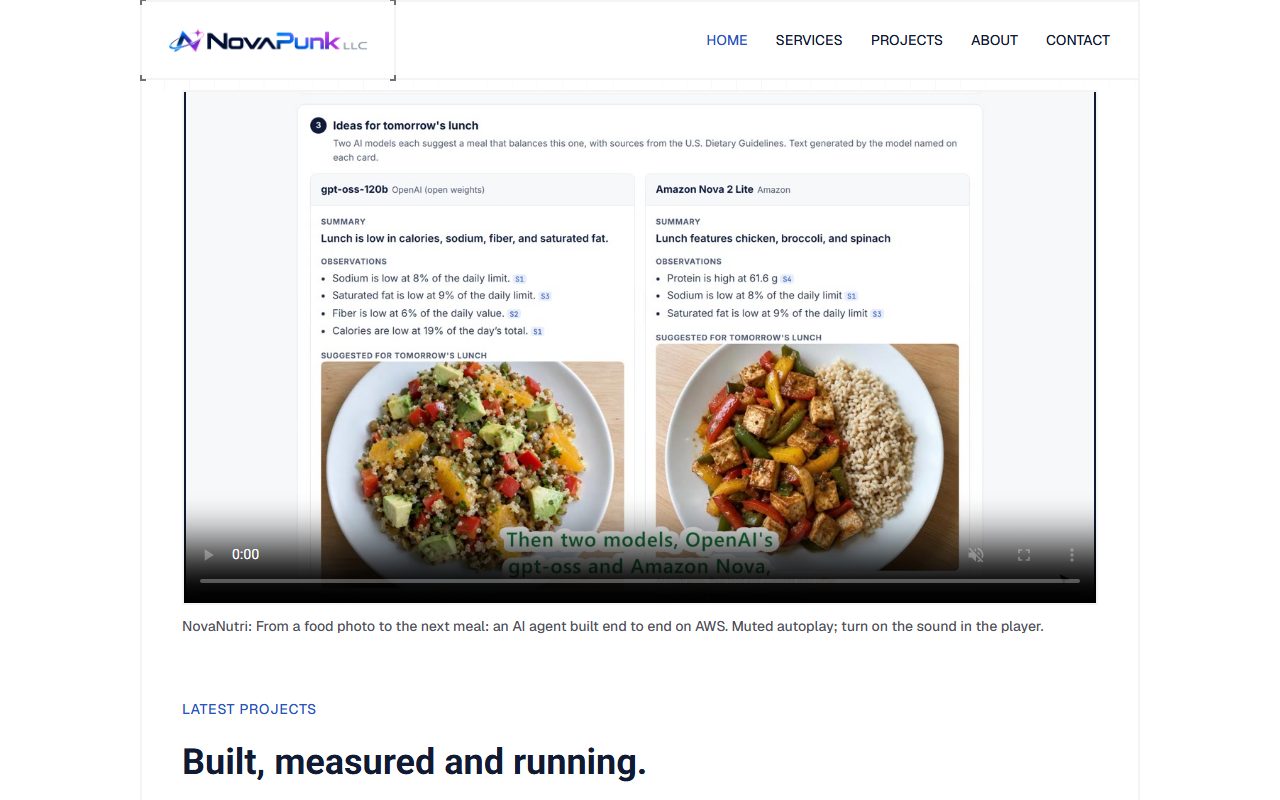 NovaPunk LLC
HOME SERVICES PROJECTS ABOUT CONTACT
3 Ideas for tomorrow's lunch
Two AI models each suggest a meal that balances this one, with sources from the U.S. Dietary Guidelines. Text generated by the model named on
each card.
gpt-oss-120b OpenAI (open weights)
SUMMARY
Lunch is low in calories, sodium, fiber, and saturated fat.
OBSERVATIONS
• Sodium is low at 8% of the daily limit. S1
• Saturated fat is low at 9% of the daily limit. S3
• Fiber is low at 6% of the daily value. S2
• Calories are low at 19% of the day's total. S1
SUGGESTED FOR TOMORROW'S LUNCH
Amazon Nova 2 Lite Amazon
SUMMARY
Lunch features chicken, broccoli, and spinach
OBSERVATIONS
• Protein is high at 61.6 g S4
• Sodium is low at 8% of the daily limit S1
• Saturated fat is low at 9% of the daily limit S3
SUGGESTED FOR TOMORROW'S LUNCH
Then two models, OpenAI's
gpt-oss and Amazon Nova,
0:00
NovaNutri: From a food photo to the next meal: an AI agent built end to end on AWS. Muted autoplay; turn on the sound in the player.
LATEST PROJECTS
Built, measured and running.